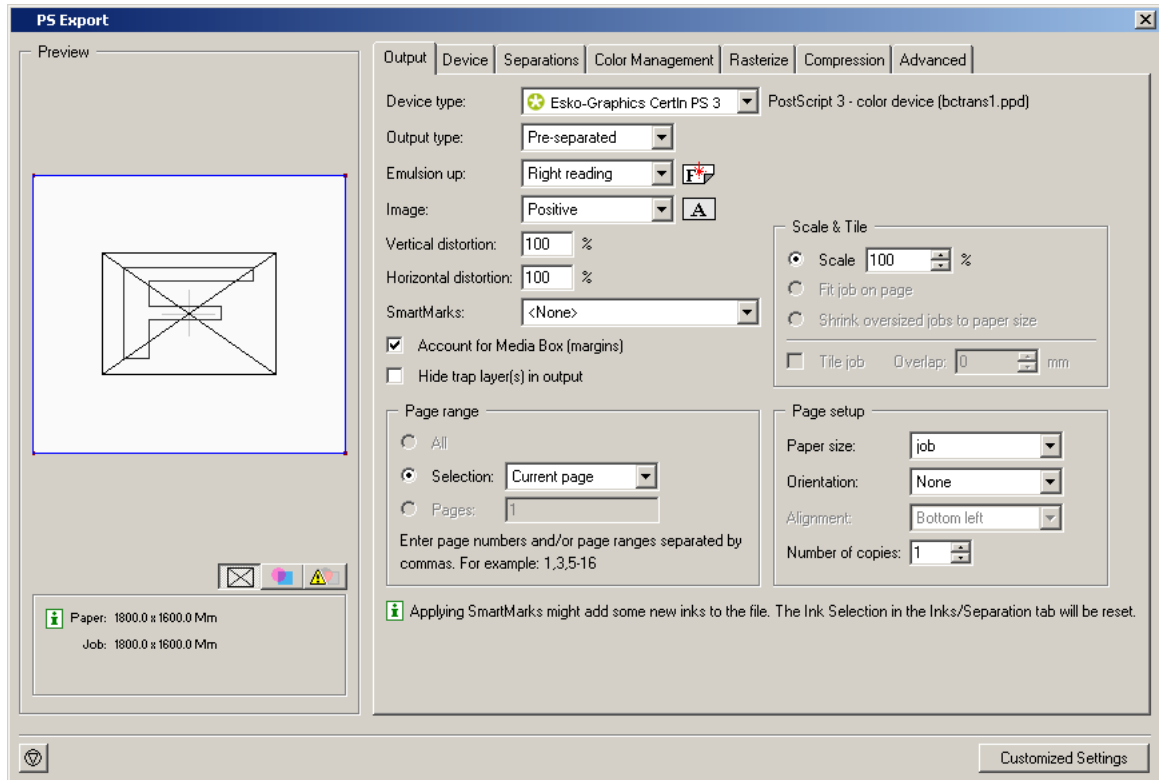 PS Export
Preview
Output Device Separations Color Management Rasterize Compression Advanced
Device type: Esko-Graphics CertIn PS 3 PostScript 3 - color device (bctrans1.ppd)
Output type: Pre-separated
Emulsion up: Right reading F
Image: Positive A
Vertical distortion: 100 %
Horizontal distortion: 100 %
SmartMarks: <None>
Account for Media Box (margins)
Hide trap layer(s) in output
Scale & Tile
Scale 100 %
Fit job on page
Shrink oversized jobs to paper size
Tile job Overlap: 0 mm
Page range
All
Selection: Current page
Pages: 1
Enter page numbers and/or page ranges separated by
commas. For example: 1,3,5-16
Page setup
Paper size: job
Orientation: None
Alignment: Bottom left
Number of copies: 1
Applying SmartMarks might add some new inks to the file. The Ink Selection in the Inks/Separation tab will be reset.
Paper: 1800.0 x 1600.0 Mm
Job: 1800.0 x 1600.0 Mm
Customized Settings